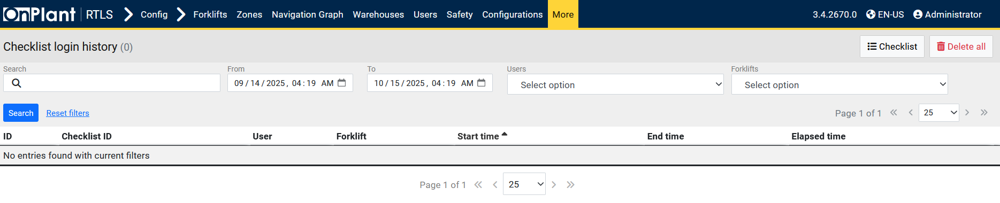 OnPlant RTLS Config Forklifts Zones Navigation Graph Warehouses Users Safety Configurations More 3.4.2670.0 EN-US Administrator
Checklist login history (0) Checklist Delete all
Search From To Users Forklifts
09/14/2025, 04:19 AM 10/15/2025, 04:19 AM Select option Select option
Search Reset filters Page 1 of 1 25
ID Checklist ID User Forklift Start time End time Elapsed time
No entries found with current filters
Page 1 of 1 25